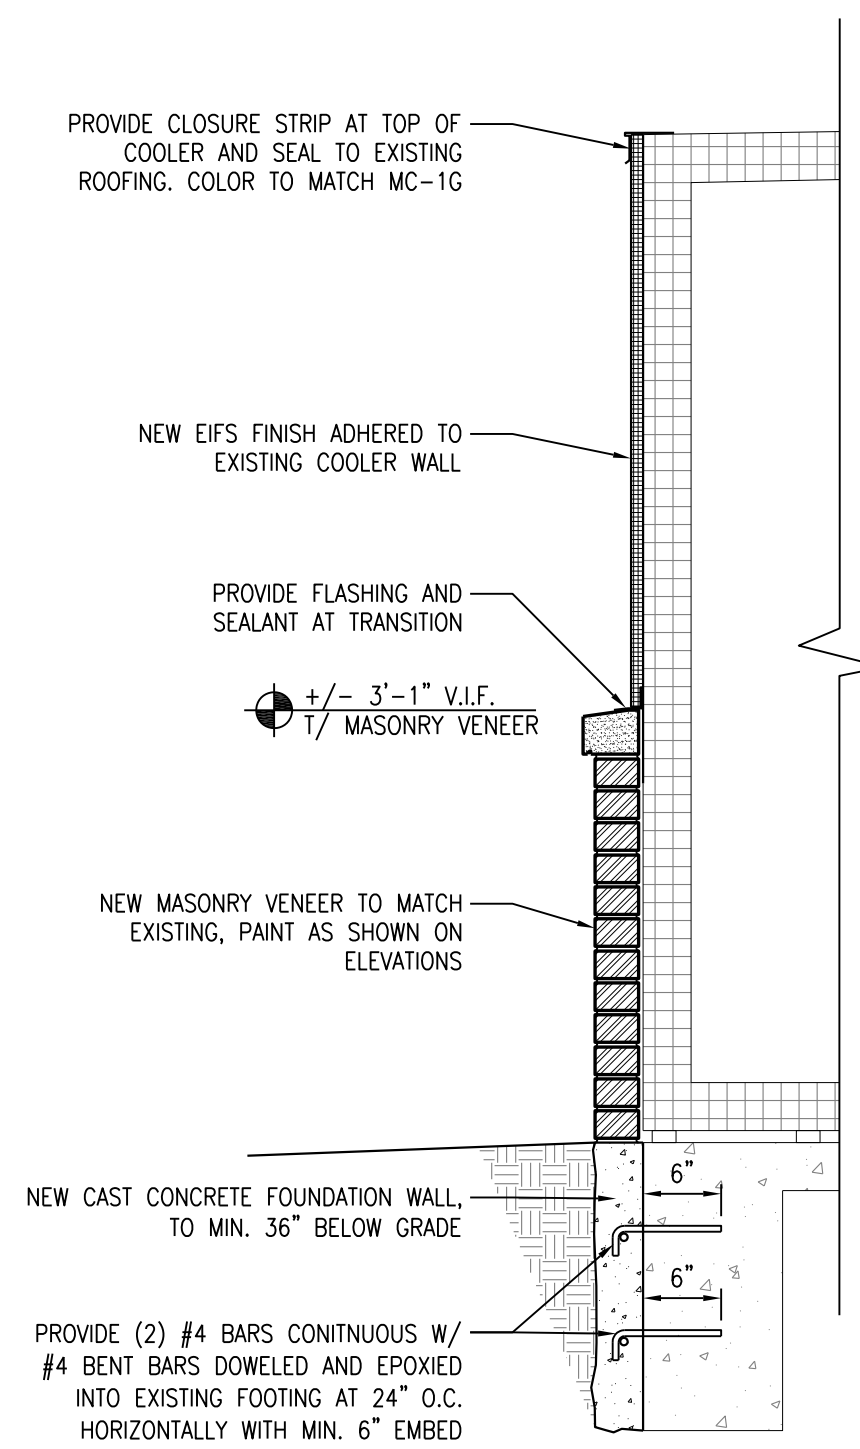 PROVIDE CLOSURE STRIP AT TOP OF
COOLER AND SEAL TO EXISTING
ROOFING. COLOR TO MATCH MC-1G
NEW EIFS FINISH ADHERED TO
EXISTING COOLER WALL
PROVIDE FLASHING AND
SEALANT AT TRANSITION
+/- 3'-1" V.I.F.
T/ MASONRY VENEER
NEW MASONRY VENEER TO MATCH
EXISTING, PAINT AS SHOWN ON
ELEVATIONS
6"
NEW CAST CONCRETE FOUNDATION WALL,
TO MIN. 36" BELOW GRADE
6"
PROVIDE (2) #4 BARS CONITNUOUS W/
#4 BENT BARS DOWELED AND EPOXIED
INTO EXISTING FOOTING AT 24" O.C.
HORIZONTALLY WITH MIN. 6" EMBED